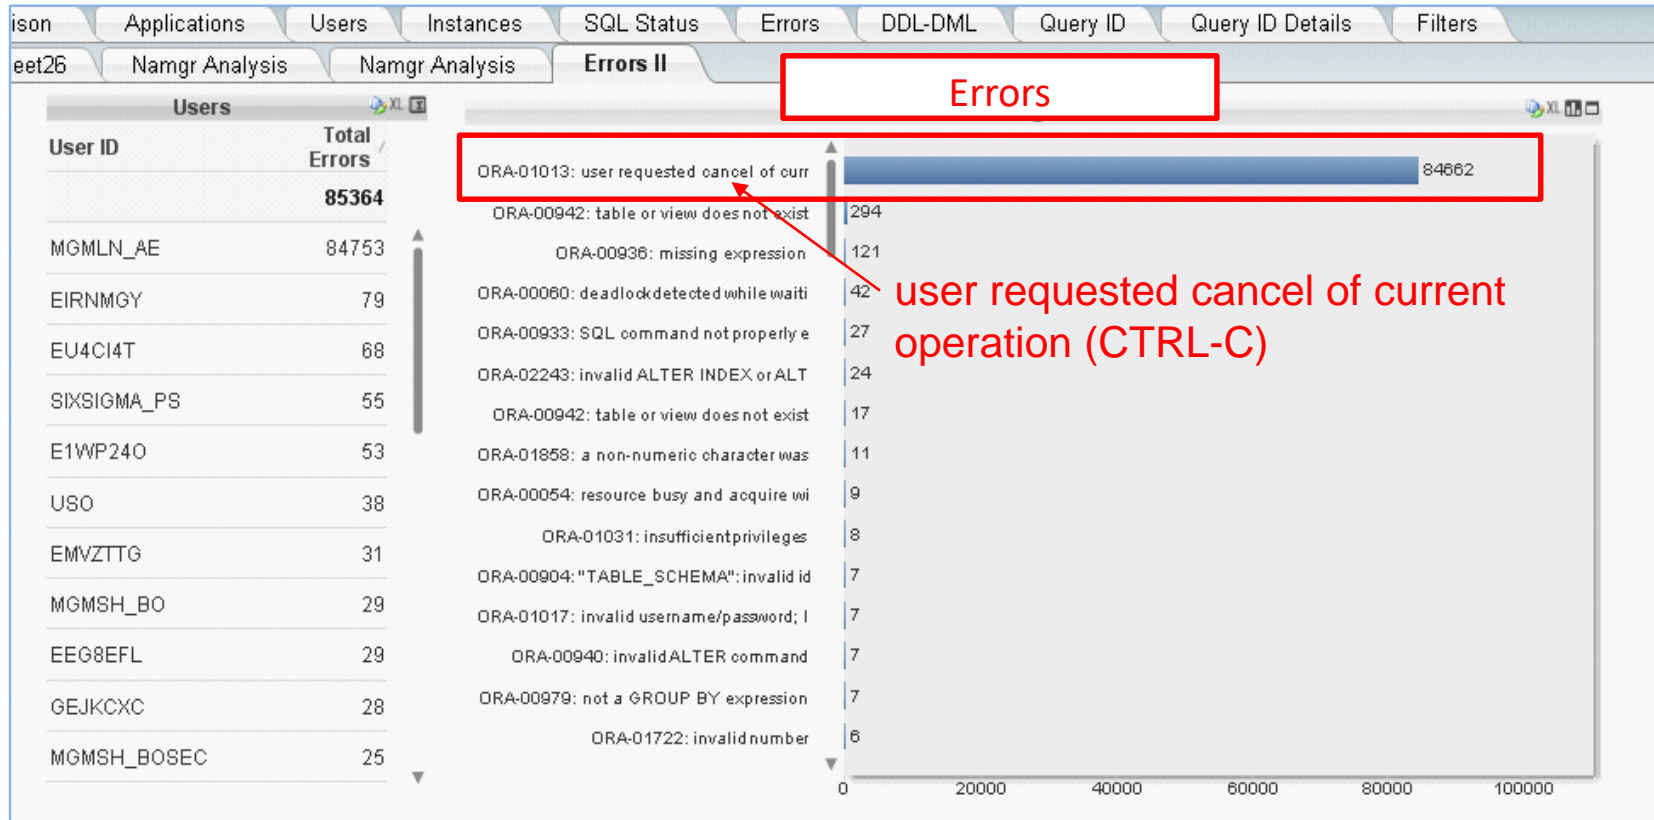 ison Applications Users Instances SQL Status Errors DDL-DML Query ID Query ID Details Filters
eet26 Namgr Analysis Namgr Analysis Errors II
Errors
Users XL
XL
User ID Total Errors
85364
MGMLN_AE 84753
EIRNMGY 79
EU4CI4T 68
SIXSIGMA_PS 55
E1WP24O 53
USO 38
EMVZTTG 31
MGMSH_BO 29
EEG8EFL 29
GEJKCXC 28
MGMSH_BOSEC 25
ORA-01013: user requested cancel of curr 84662
ORA-00942: table or view does not exist 294
ORA-00936: missing expression 121
ORA-00060: deadlock detected while waiti 42
ORA-00933: SQL command not properly e 27
ORA-02243: invalid ALTER INDEX or ALT 24
ORA-00942: table or view does not exist 17
ORA-01858: a non-numeric character was 11
ORA-00054: resource busy and acquire wi 9
ORA-01031: insufficient privileges 8
ORA-00904: "TABLE_SCHEMA": invalid id 7
ORA-01017: invalid username/password; l 7
ORA-00940: invalid ALTER command 7
ORA-00979: not a GROUP BY expression 7
ORA-01722: invalid number 6
0 20000 40000 60000 80000 100000
user requested cancel of current
operation (CTRL-C)